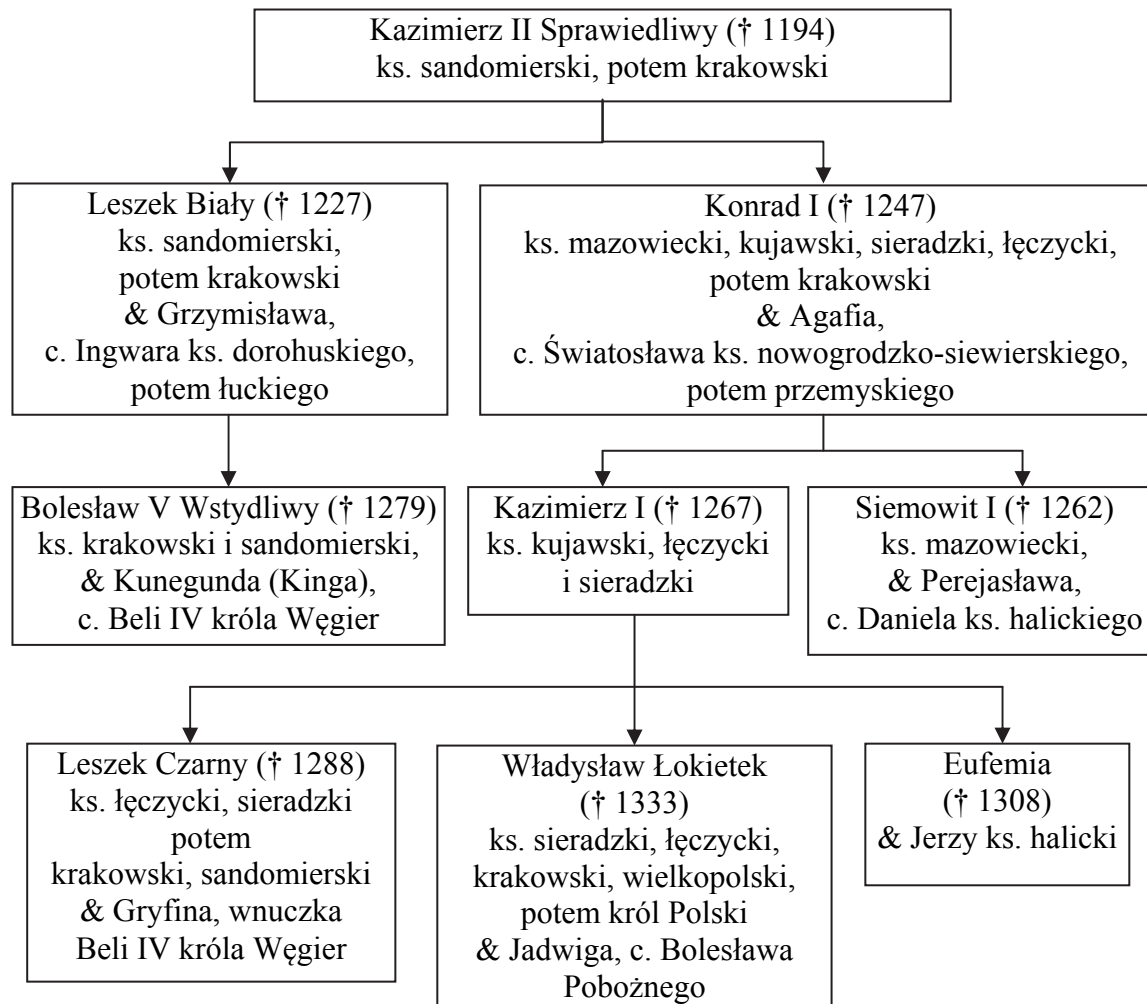 Kazimierz II Sprawiedliwy († 1194)
ks. sandomierski, potem krakowski
Leszek Biały († 1227)
ks. sandomierski,
potem krakowski
& Grzymisława,
c. Ingwara ks. dorohuskiego,
potem łuckiego
Konrad I († 1247)
ks. mazowiecki, kujawski, sieradzki, łęczycki,
potem krakowski
& Agafia,
c. Światosława ks. nowogrodzko-siewierskiego,
potem przemyskiego
Bolesław V Wstydliwy († 1279)
ks. krakowski i sandomierski,
& Kunegunda (Kinga),
c. Beli IV króla Węgier
Kazimierz I († 1267)
ks. kujawski, łęczycki
i sieradzki
Siemowit I († 1262)
ks. mazowiecki,
& Perejasława,
c. Daniela ks. halickiego
Leszek Czarny († 1288)
ks. łęczycki, sieradzki
potem
krakowski, sandomierski
& Gryfina, wnuczka
Beli IV króla Węgier
Władysław Łokietek
(† 1333)
ks. sieradzki, łęczycki,
krakowski, wielkopolski,
potem król Polski
& Jadwiga, c. Bolesława
Pobożnego
Eufemia
(† 1308)
& Jerzy ks. halicki